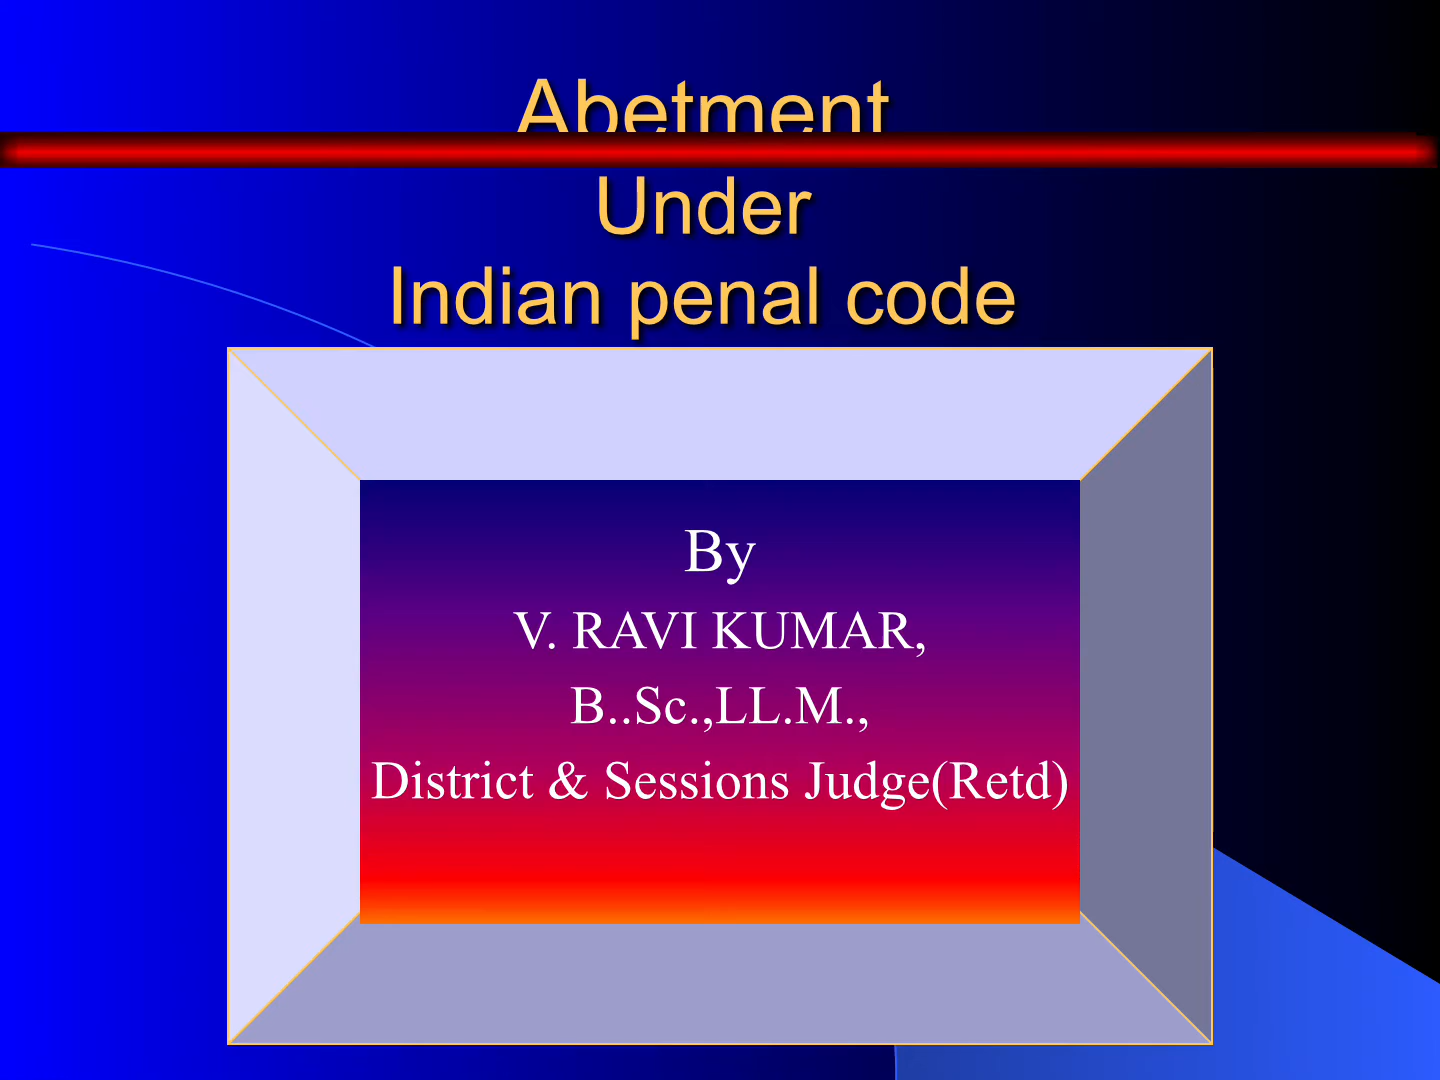 Abetment
Under
Indian penal code
By
V. RAVI KUMAR,
B..Sc.,LL.M.,
District & Sessions Judge(Retd)